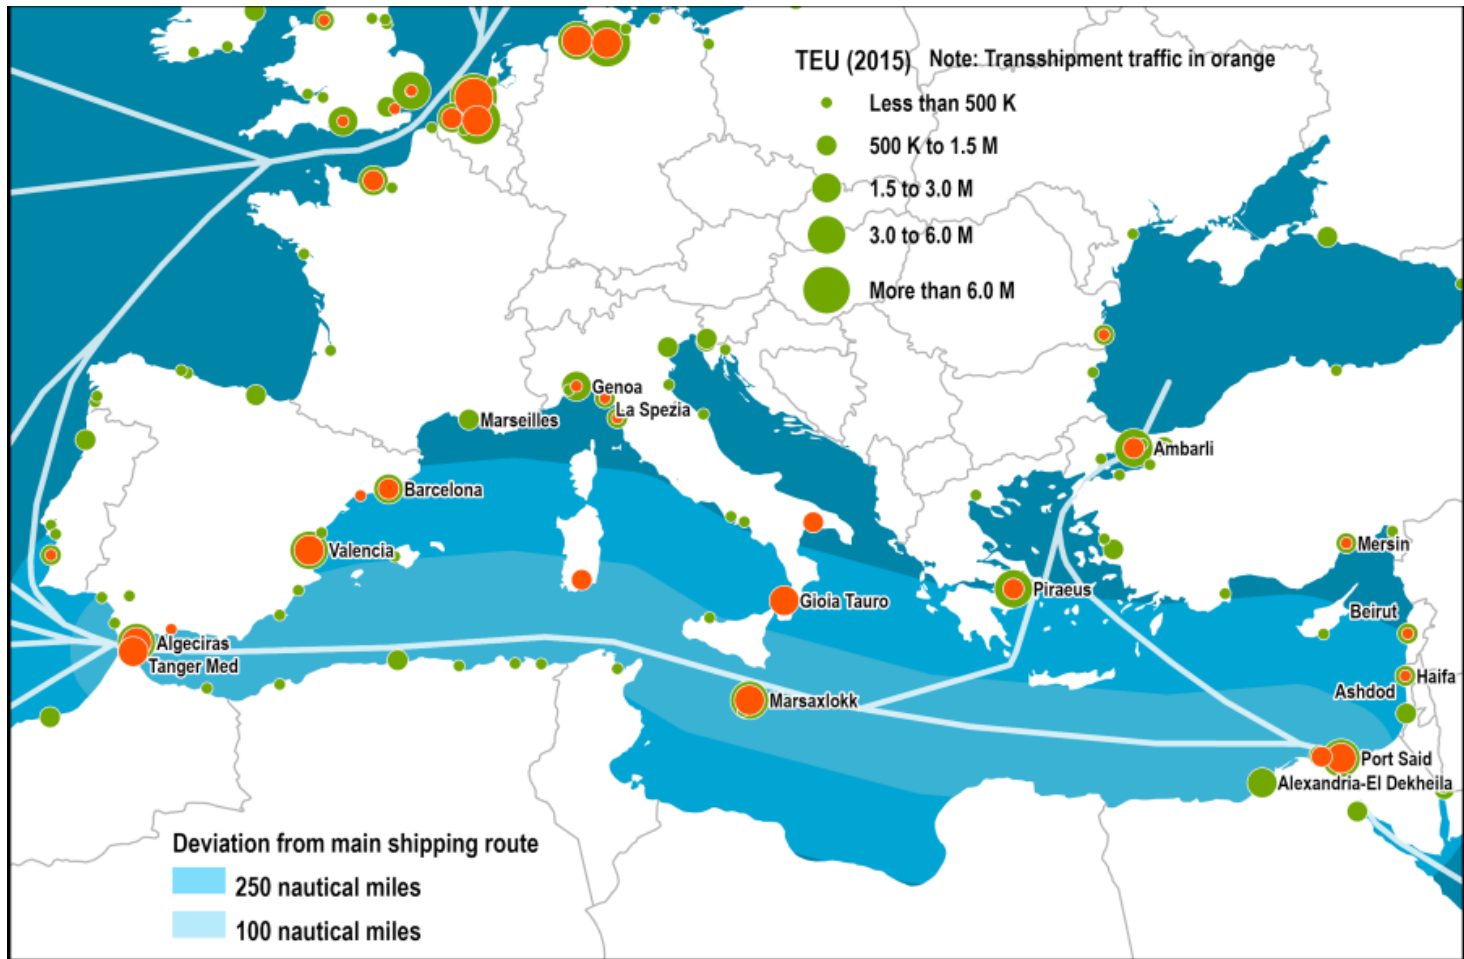 TEU (2015) Note: Transshipment traffic in orange
Less than 500 K
500 K to 1.5 M
1.5 to 3.0 M
3.0 to 6.0 M
More than 6.0 M
Genoa
La Spezia
Marseilles
Ambarli
Barcelona
Valencia
Mersin
Piraeus
Gioia Tauro
Beirut
Algeciras
Tanger Med
Haifa
Ashdod
Marsaxlokk
Port Said
Alexandria-El Dekheila
Deviation from main shipping route
250 nautical miles
100 nautical miles